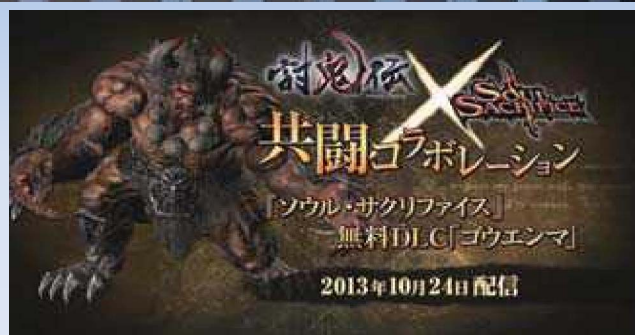 討鬼伝 X SOUL SACRIFICE
共闘コラボレーション
『ソウル・サクリファイス』
無料DLC「ゴウエンマ」
2013年10月24日 配信